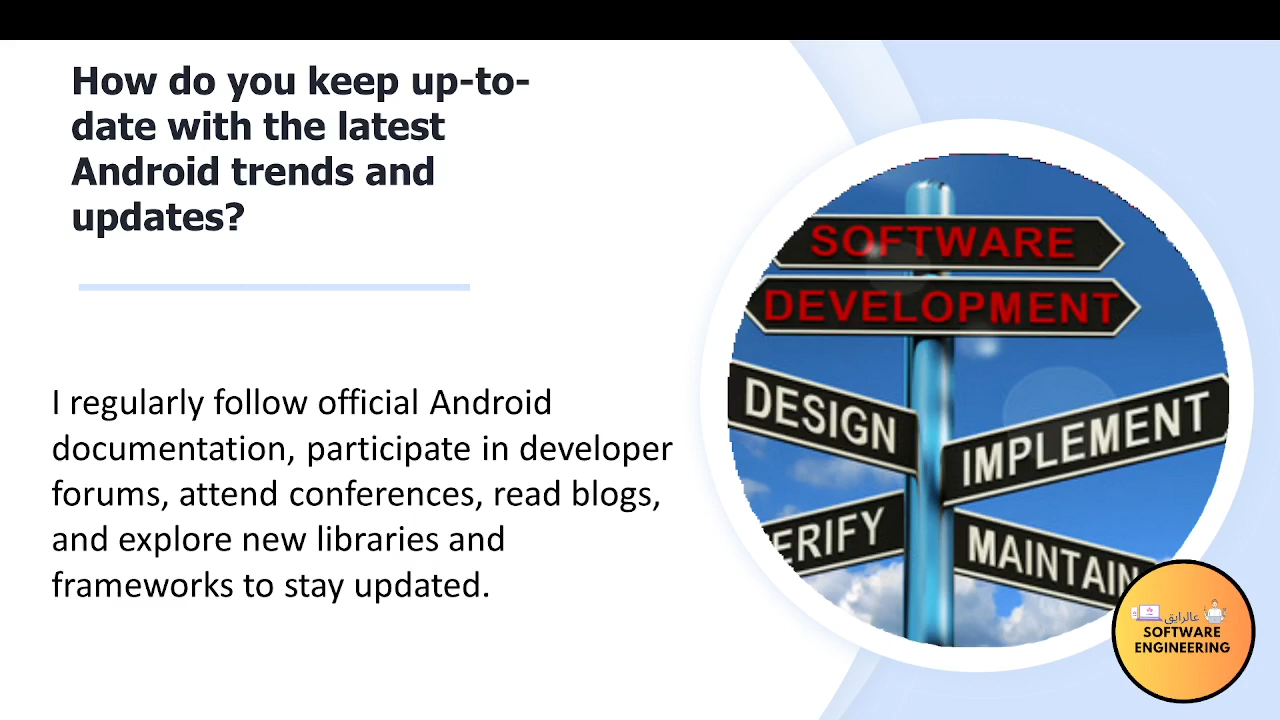 How do you keep up-to-
date with the latest
Android trends and
updates?
I regularly follow official Android
documentation, participate in developer
forums, attend conferences, read blogs,
and explore new libraries and
frameworks to stay updated.
SOFTWARE
DEVELOPMENT
DESIGN
IMPLEMENT
ERIFY
MAINTAIN
عالرايق
SOFTWARE
ENGINEERING